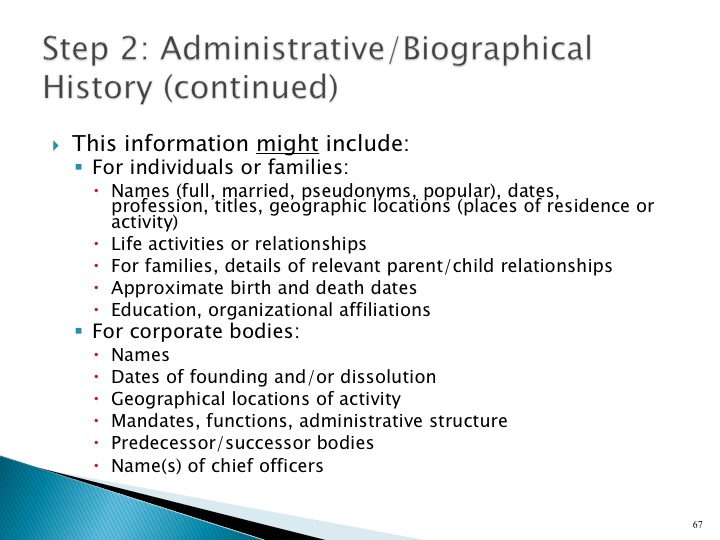 Step 2: Administrative/Biographical
History (continued)
This information might include:
For individuals or families:
Names (full, married, pseudonyms, popular), dates,
profession, titles, geographic locations (places of residence or
activity)
Life activities or relationships
For families, details of relevant parent/child relationships
Approximate birth and death dates
Education, organizational affiliations
For corporate bodies:
Names
Dates of founding and/or dissolution
Geographical locations of activity
Mandates, functions, administrative structure
Predecessor/successor bodies
Name(s) of chief officers
67